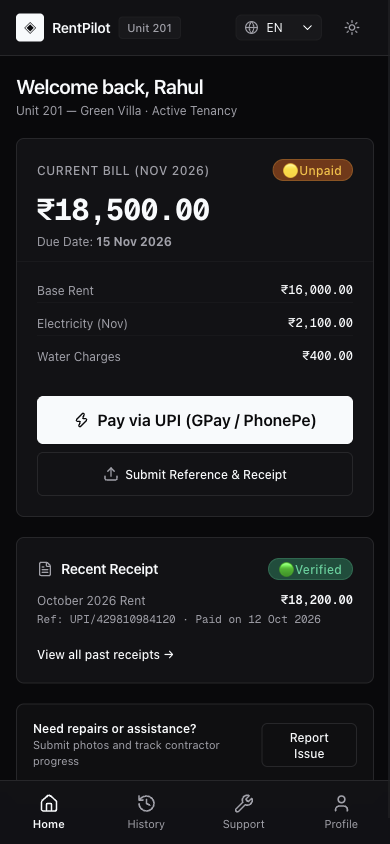 RentPilot Unit 201 EN
Welcome back, Rahul
Unit 201 — Green Villa · Active Tenancy
CURRENT BILL (NOV 2026) 🟡Unpaid
₹18,500.00
Due Date: 15 Nov 2026
Base Rent ₹16,000.00
Electricity (Nov) ₹2,100.00
Water Charges ₹400.00
Pay via UPI (GPay / PhonePe)
Submit Reference & Receipt
Recent Receipt 🟢Verified
October 2026 Rent ₹18,200.00
Ref: UPI/429810984120 · Paid on 12 Oct 2026
View all past receipts →
Need repairs or assistance?
Submit photos and track contractor
progress
Report
Issue
Home History Support Profile